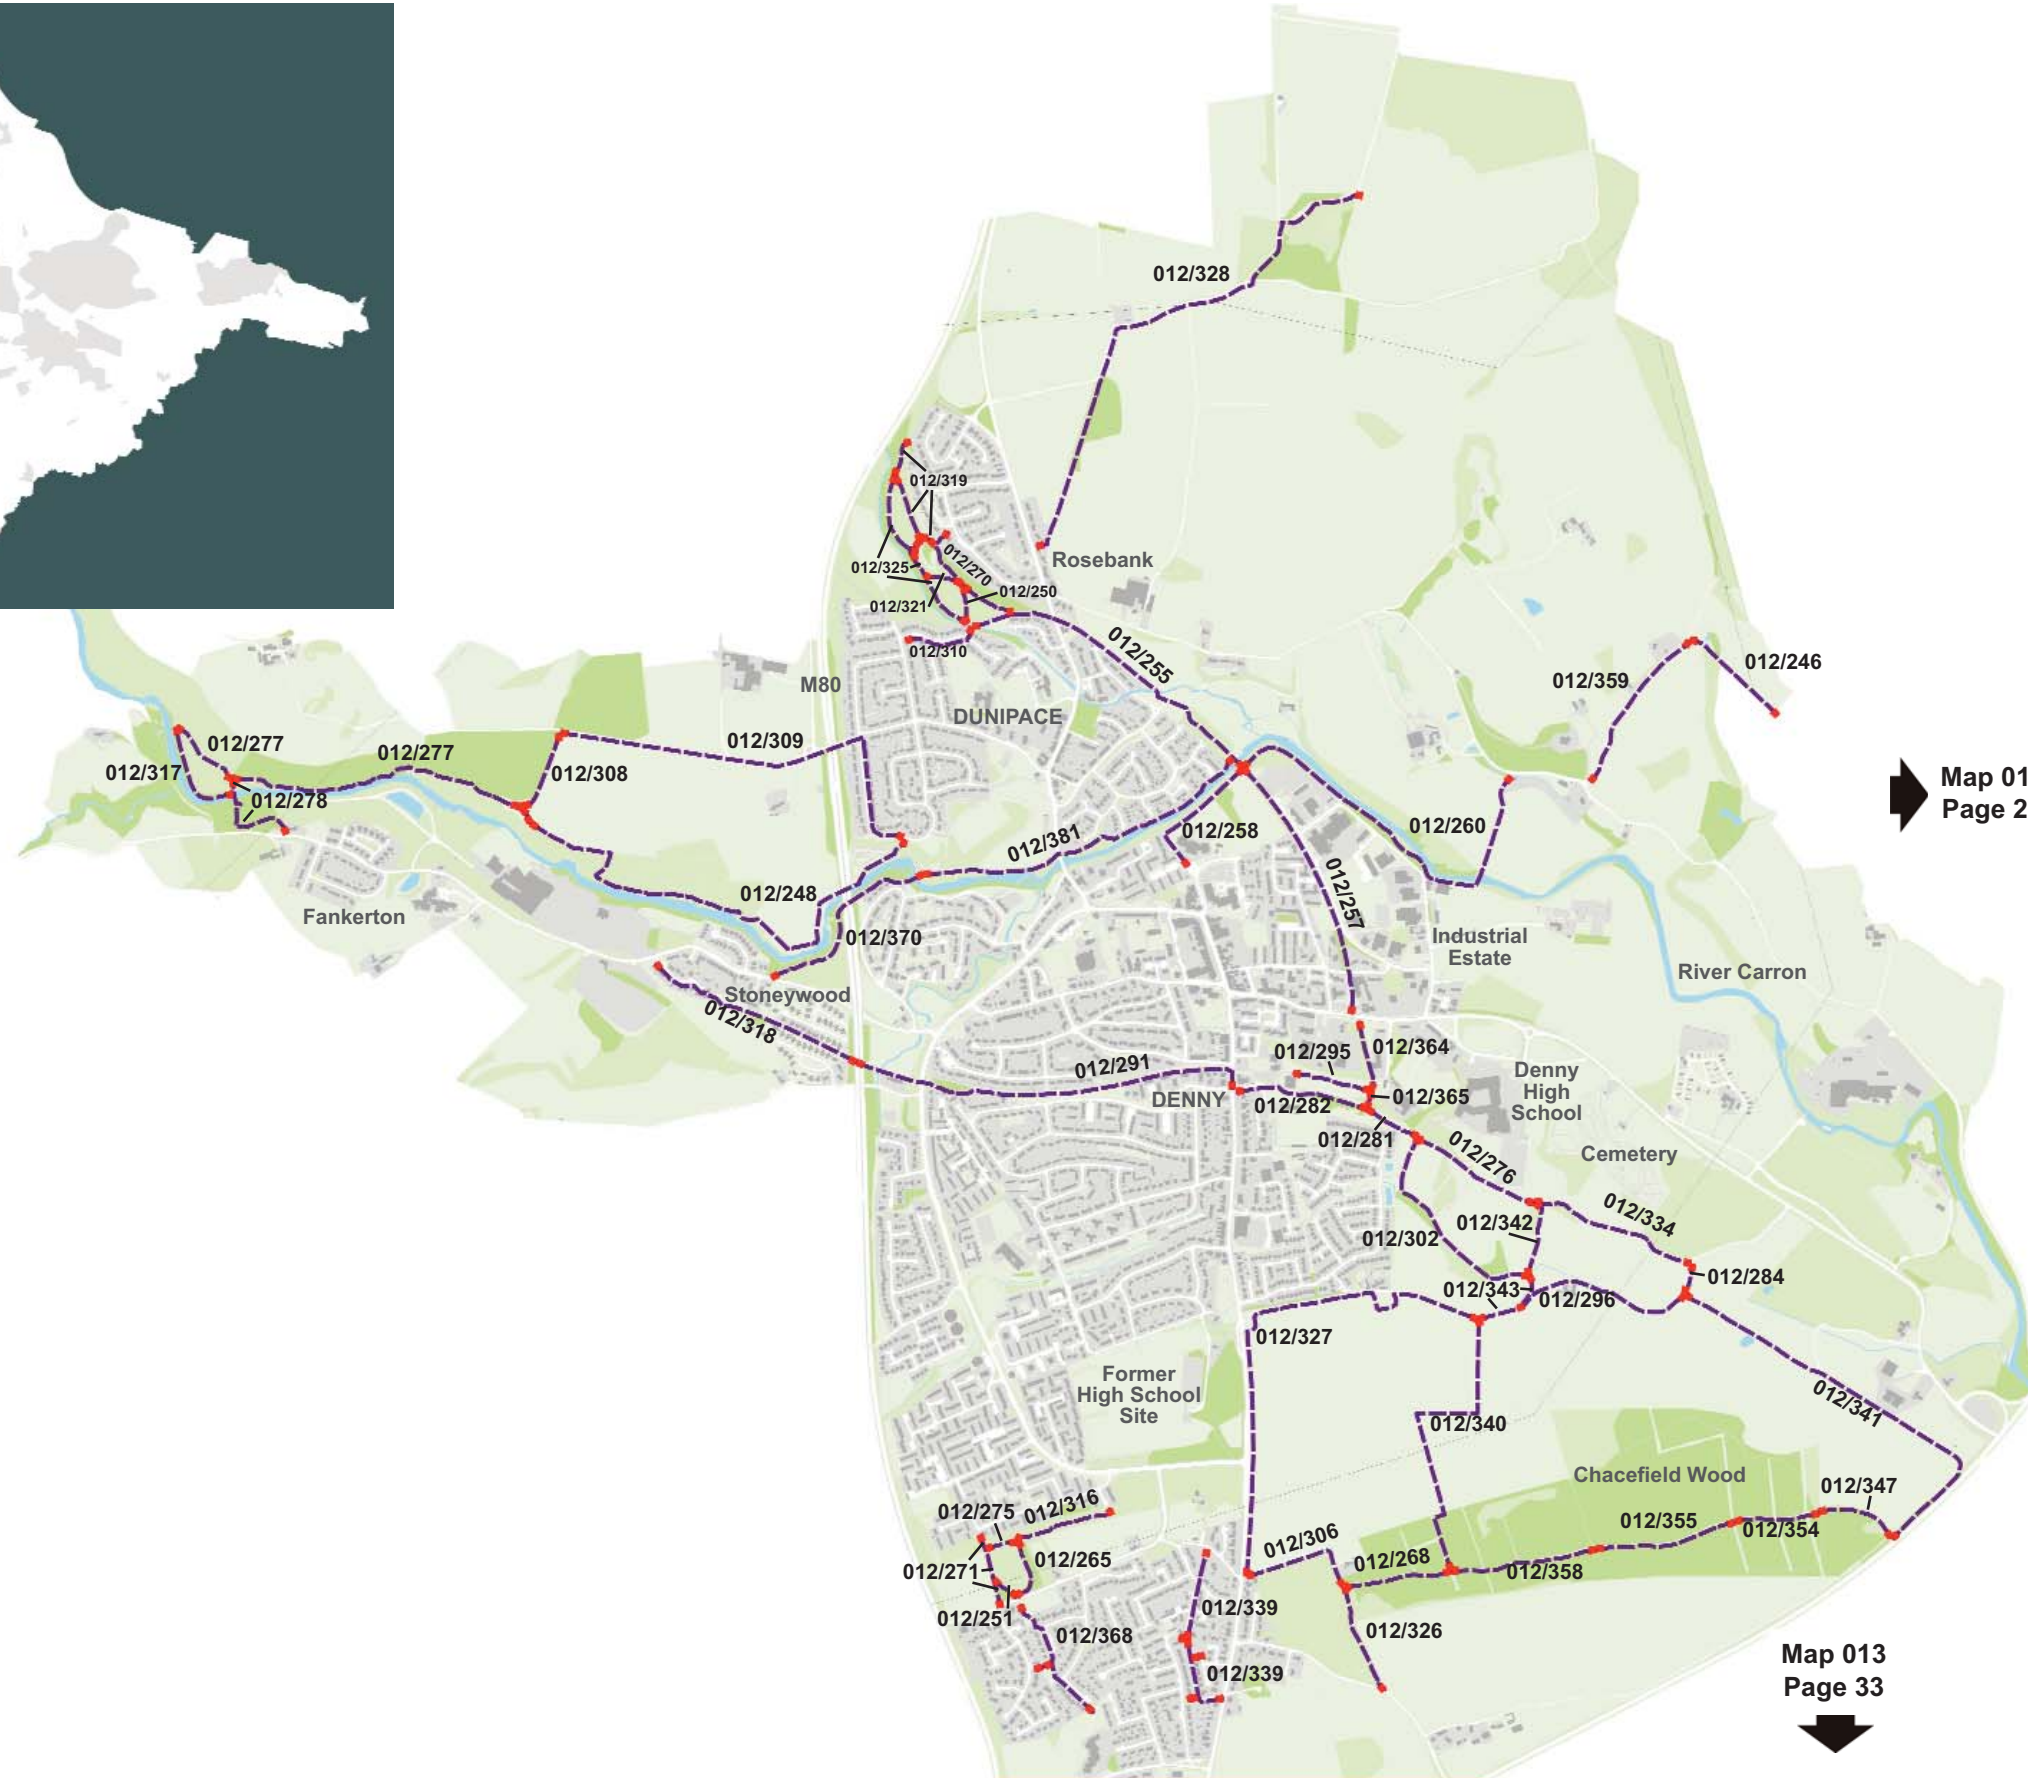 012/328
012/319
012/270
012/325
012/250
012/321
Rosebank
012/310
012/255
M80
DUNIPACE
012/359
012/246
012/277
012/277
012/309
012/317
012/308
012/278
Map 01
Page 2
012/381
012/258
012/260
012/248
012/257
Fankerton
012/370
Industrial
Estate
River Carron
Stoneywood
012/318
012/291
012/295
012/364
Denny
High
School
DENNY
012/282
012/365
012/281
012/276
Cemetery
012/334
012/342
012/302
012/284
012/343
012/296
012/327
Former
High School
Site
012/341
012/340
Chacefield Wood
012/347
012/275
012/316
012/355
012/354
012/306
012/265
012/268
012/271
012/358
012/251
012/339
012/368
012/326
012/339
Map 013
Page 33